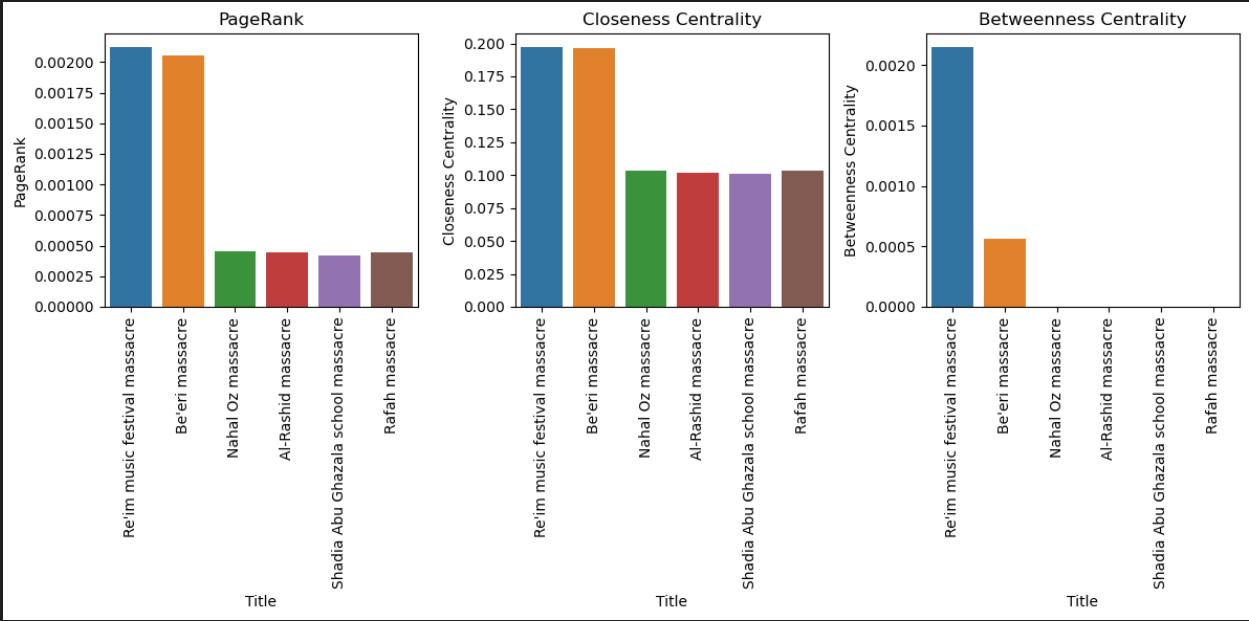 PageRank
PageRank
0.00200
0.00175
0.00150
0.00125
0.00100
0.00075
0.00050
0.00025
0.00000
Re'im music festival massacre
Be'eri massacre
Nahal Oz massacre
Al-Rashid massacre
Shadia Abu Ghazala school massacre
Rafah massacre
Title
Closeness Centrality
Closeness Centrality
0.200
0.175
0.150
0.125
0.100
0.075
0.050
0.025
0.000
Re'im music festival massacre
Be'eri massacre
Nahal Oz massacre
Al-Rashid massacre
Shadia Abu Ghazala school massacre
Rafah massacre
Title
Betweenness Centrality
Betweenness Centrality
0.0020
0.0015
0.0010
0.0005
0.0000
Re'im music festival massacre
Be'eri massacre
Nahal Oz massacre
Al-Rashid massacre
Shadia Abu Ghazala school massacre
Rafah massacre
Title